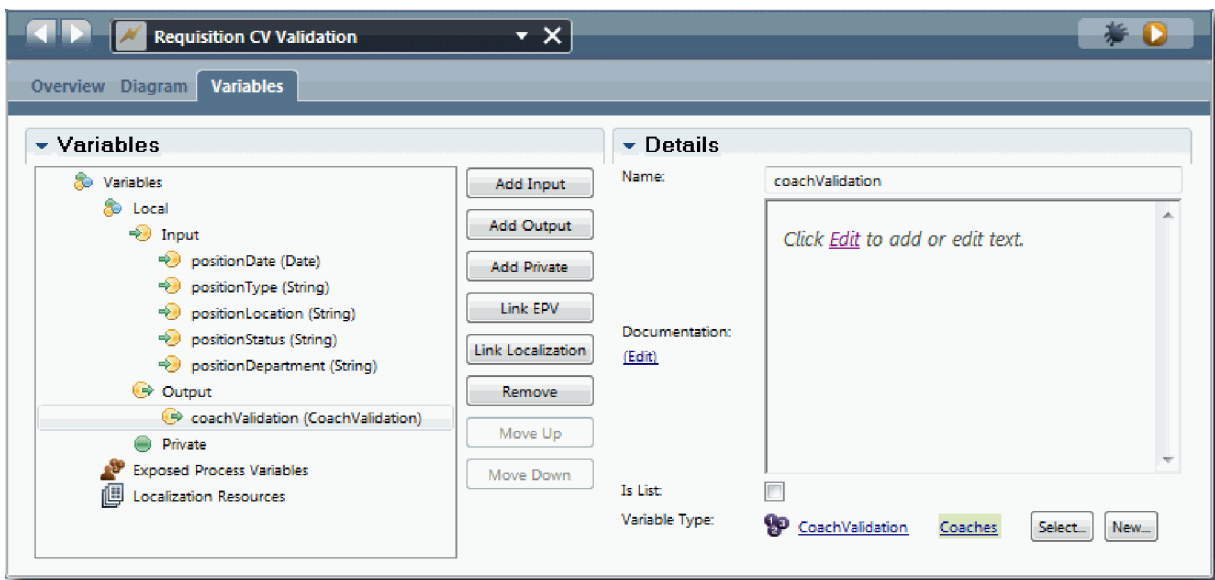 Requisition CV Validation
Overview Diagram Variables
Variables
Variables
Local
Input
positionDate (Date)
positionType (String)
positionLocation (String)
positionStatus (String)
positionDepartment (String)
Output
coachValidation (CoachValidation)
Private
Exposed Process Variables
Localization Resources
Add Input
Add Output
Add Private
Link EPV
Link Localization
Remove
Move Up
Move Down
Details
Name: coachValidation
Click Edit to add or edit text.
Documentation:
(Edit)
Is List:
Variable Type: CoachValidation Coaches Select... New...